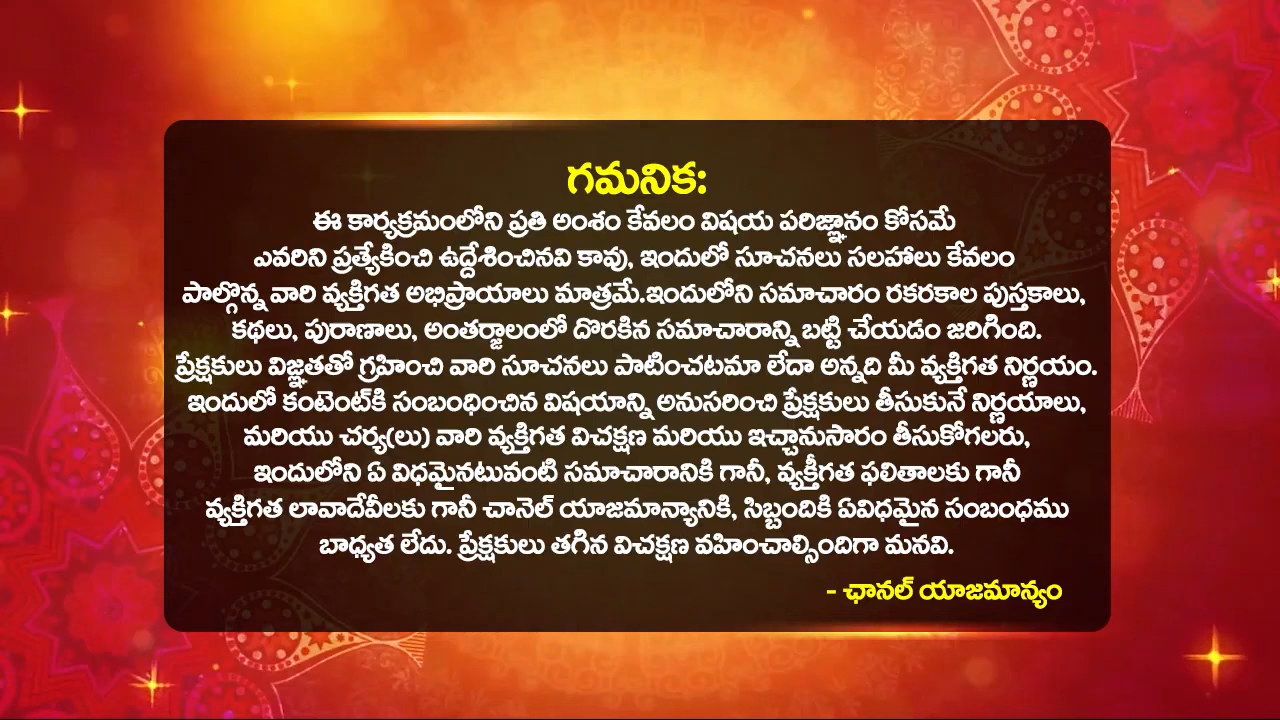 గమనిక:
ఈ కార్యక్రమంలోని ప్రతి అంశం కేవలం విషయ పరిజ్ఞానం కోసమే
ఎవరిని ప్రత్యేకించి ఉద్దేశించినవి కావు, ఇందులో సూచనలు సలహాలు కేవలం
పాల్గొన్న వారి వ్యక్తిగత అభిప్రాయాలు మాత్రమే.ఇందులోని సమాచారం రకరకాల పుస్తకాలు,
కథలు, పురాణాలు, అంతర్జాలంలో దొరకిన సమాచారాన్ని బట్టి చేయడం జరిగింది.
ప్రేక్షకులు విజ్ఞతతో గ్రహించి వారి సూచనలు పాటించటమా లేదా అన్నది మీ వ్యక్తిగత నిర్ణయం.
ఇందులో కంటెంట్‌కి సంబంధించిన విషయాన్ని అనుసరించి ప్రేక్షకులు తీసుకునే నిర్ణయాలు,
మరియు చర్య(లు) వారి వ్యక్తిగత విచక్షణ మరియు ఇచ్ఛానుసారం తీసుకోగలరు,
ఇందులోని ఏ విధమైనటువంటి సమాచారానికి గానీ, వ్యక్తీగత ఫలితాలకు గానీ
వ్యక్తిగత లావాదేవీలకు గానీ చానెల్ యాజమాన్యానికి, సిబ్బందికి ఏవిధమైన సంబంధము
బాధ్యత లేదు. ప్రేక్షకులు తగిన విచక్షణ వహించాల్సిందిగా మనవి.
- ఛానల్ యాజమాన్యం